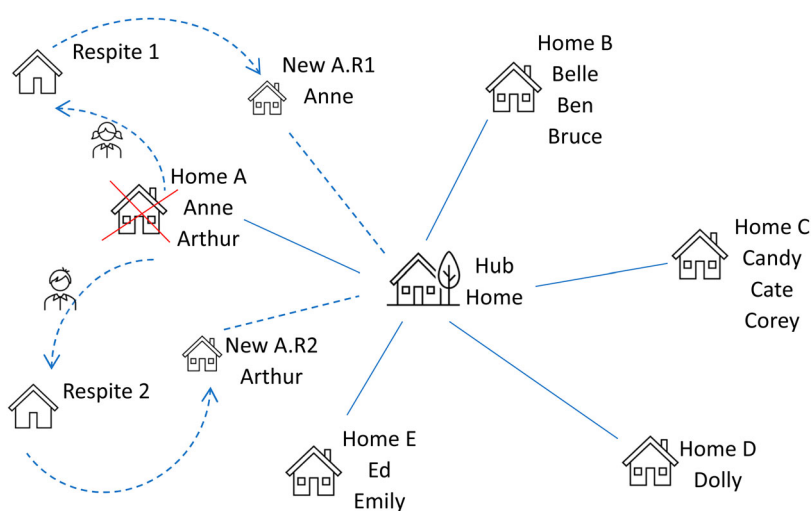 Respite 1
New A.R1
Anne
Home B
Belle
Ben
Bruce
Home A
Anne
Arthur
Home C
Candy
Cate
Corey
Hub
Home
New A.R2
Arthur
Respite 2
Home E
Ed
Emily
Home D
Dolly